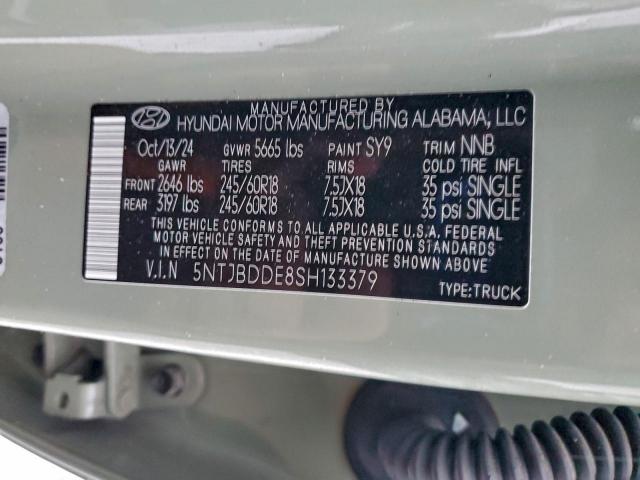 MANUFACTURED BY
HYUNDAI MOTOR MANUFACTURING ALABAMA, LLC
Oct/13/24 GVWR 5665 lbs PAINT SY9 TRIM NNB
GAWR TIRES RIMS COLD TIRE INFL
FRONT 2646 lbs 245/60R18 7.5JX18 35 psi SINGLE
REAR 3197 lbs 245/60R18 7.5JX18 35 psi SINGLE
THIS VEHICLE CONFORMS TO ALL APPLICABLE U.S.A. FEDERAL
MOTOR VEHICLE SAFETY AND THEFT PREVENTION STANDARDS
IN EFFECT ON THE DATE OF MANUFACTURE SHOWN ABOVE.
V.I.N 5NTJBDDE8SH133379
TYPE:TRUCK